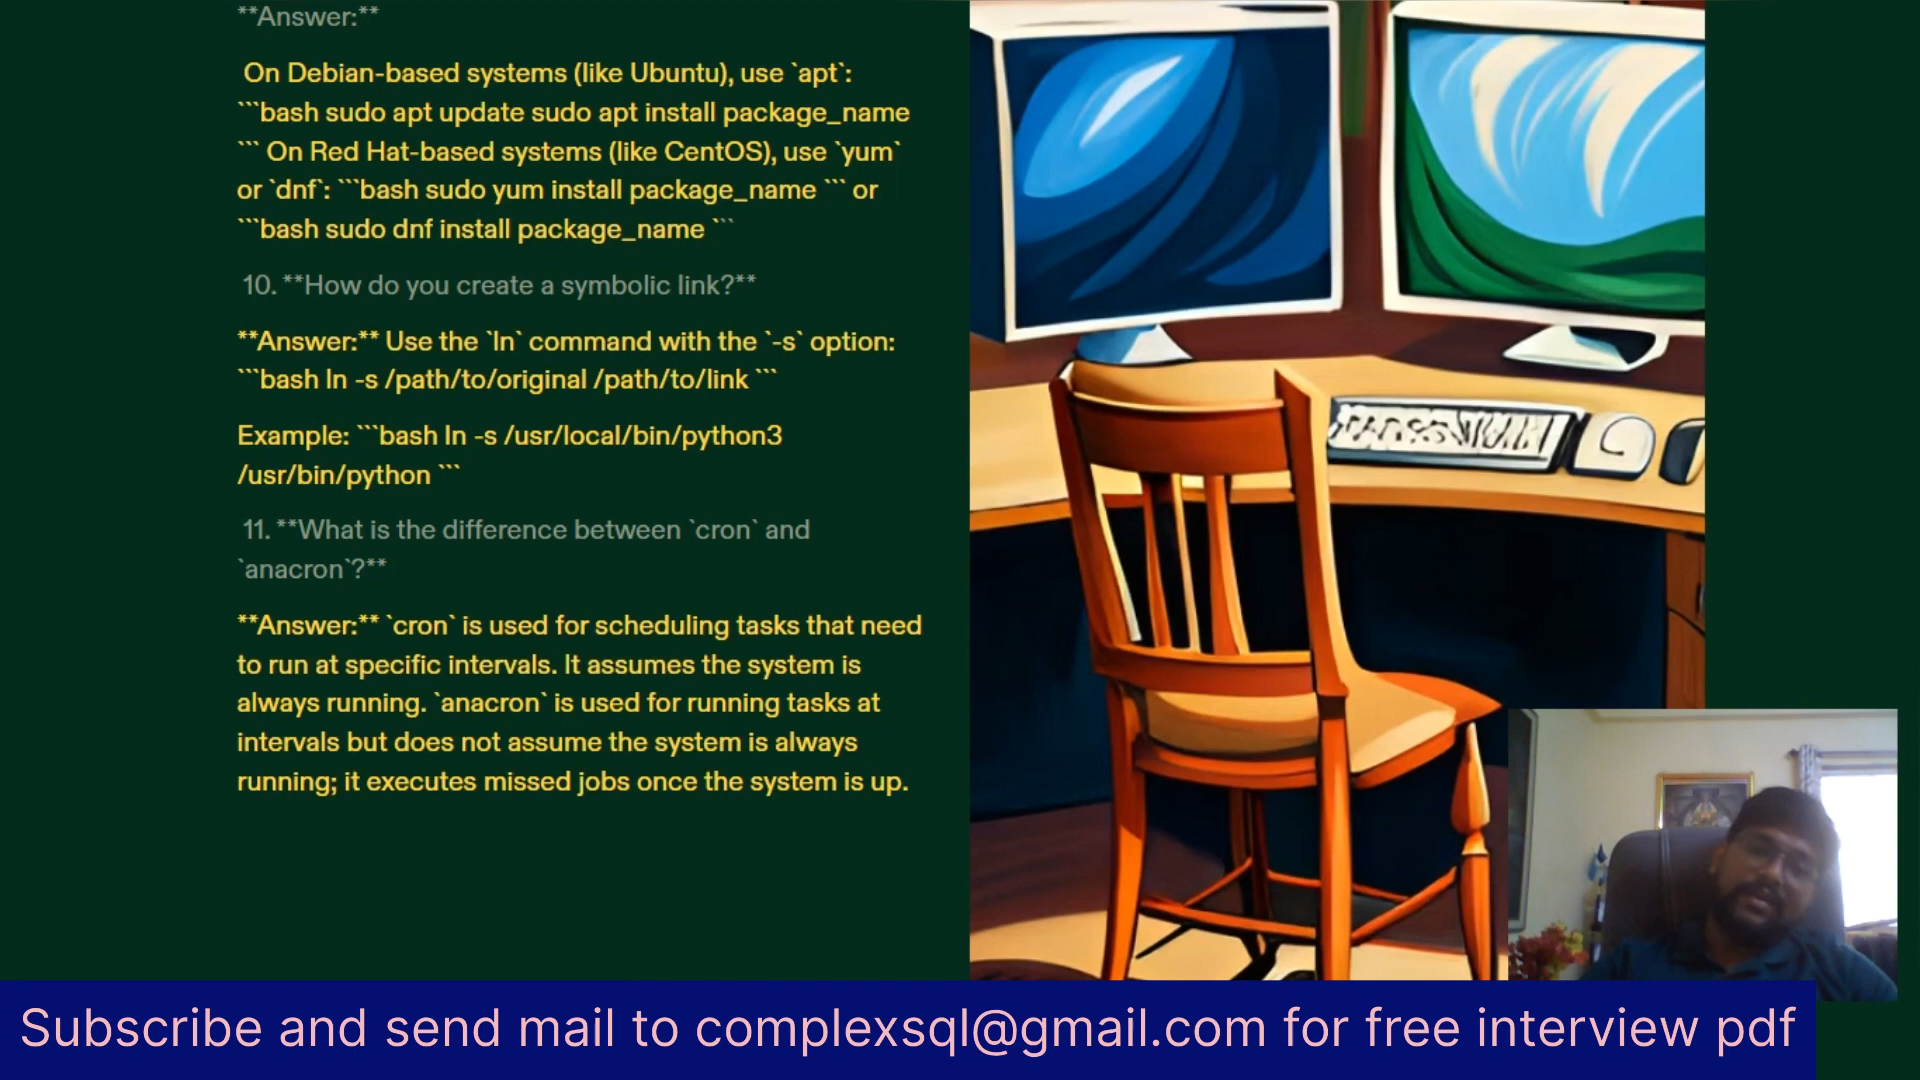 **Answer:**
On Debian-based systems (like Ubuntu), use `apt`:
```bash sudo apt update sudo apt install package_name
``` On Red Hat-based systems (like CentOS), use `yum`
or `dnf`: ```bash sudo yum install package_name ``` or
```bash sudo dnf install package_name ```
10. **How do you create a symbolic link?**
**Answer:** Use the `ln` command with the `-s` option:
```bash ln -s /path/to/original /path/to/link ```
Example: ```bash ln -s /usr/local/bin/python3
/usr/bin/python ```
11. **What is the difference between `cron` and
`anacron`?**
**Answer:** `cron` is used for scheduling tasks that need
to run at specific intervals. It assumes the system is
always running. `anacron` is used for running tasks at
intervals but does not assume the system is always
running; it executes missed jobs once the system is up.
Subscribe and send mail to complexsql@gmail.com for free interview pdf